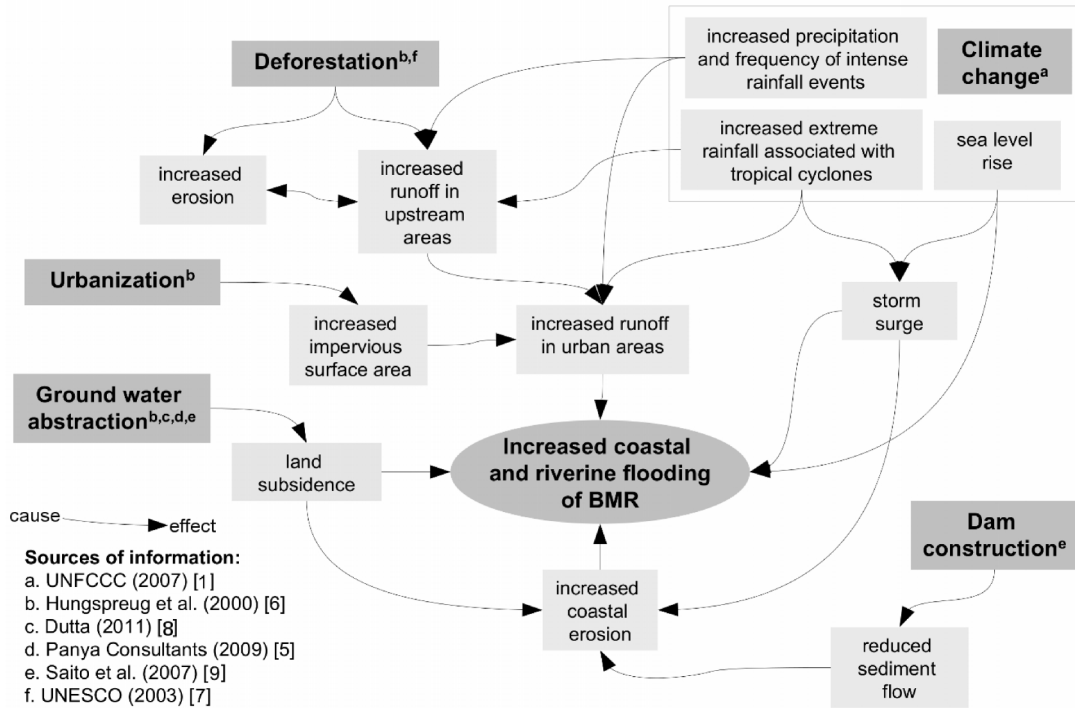 increased precipitation
and frequency of intense
rainfall events
Climate
change^a
Deforestation^b,f
increased extreme
rainfall associated with
tropical cyclones
sea level
rise
increased
erosion
increased
runoff in
upstream
areas
Urbanization^b
increased
impervious
surface area
increased runoff
in urban areas
storm
surge
Ground water
abstraction^b,c,d,e
land
subsidence
Increased coastal
and riverine flooding
of BMR
cause
effect
Dam
construction^e
increased
coastal
erosion
reduced
sediment
flow
Sources of information:
a. UNFCCC (2007) [1]
b. Hungspreug et al. (2000) [6]
c. Dutta (2011) [8]
d. Panya Consultants (2009) [5]
e. Saito et al. (2007) [9]
f. UNESCO (2003) [7]